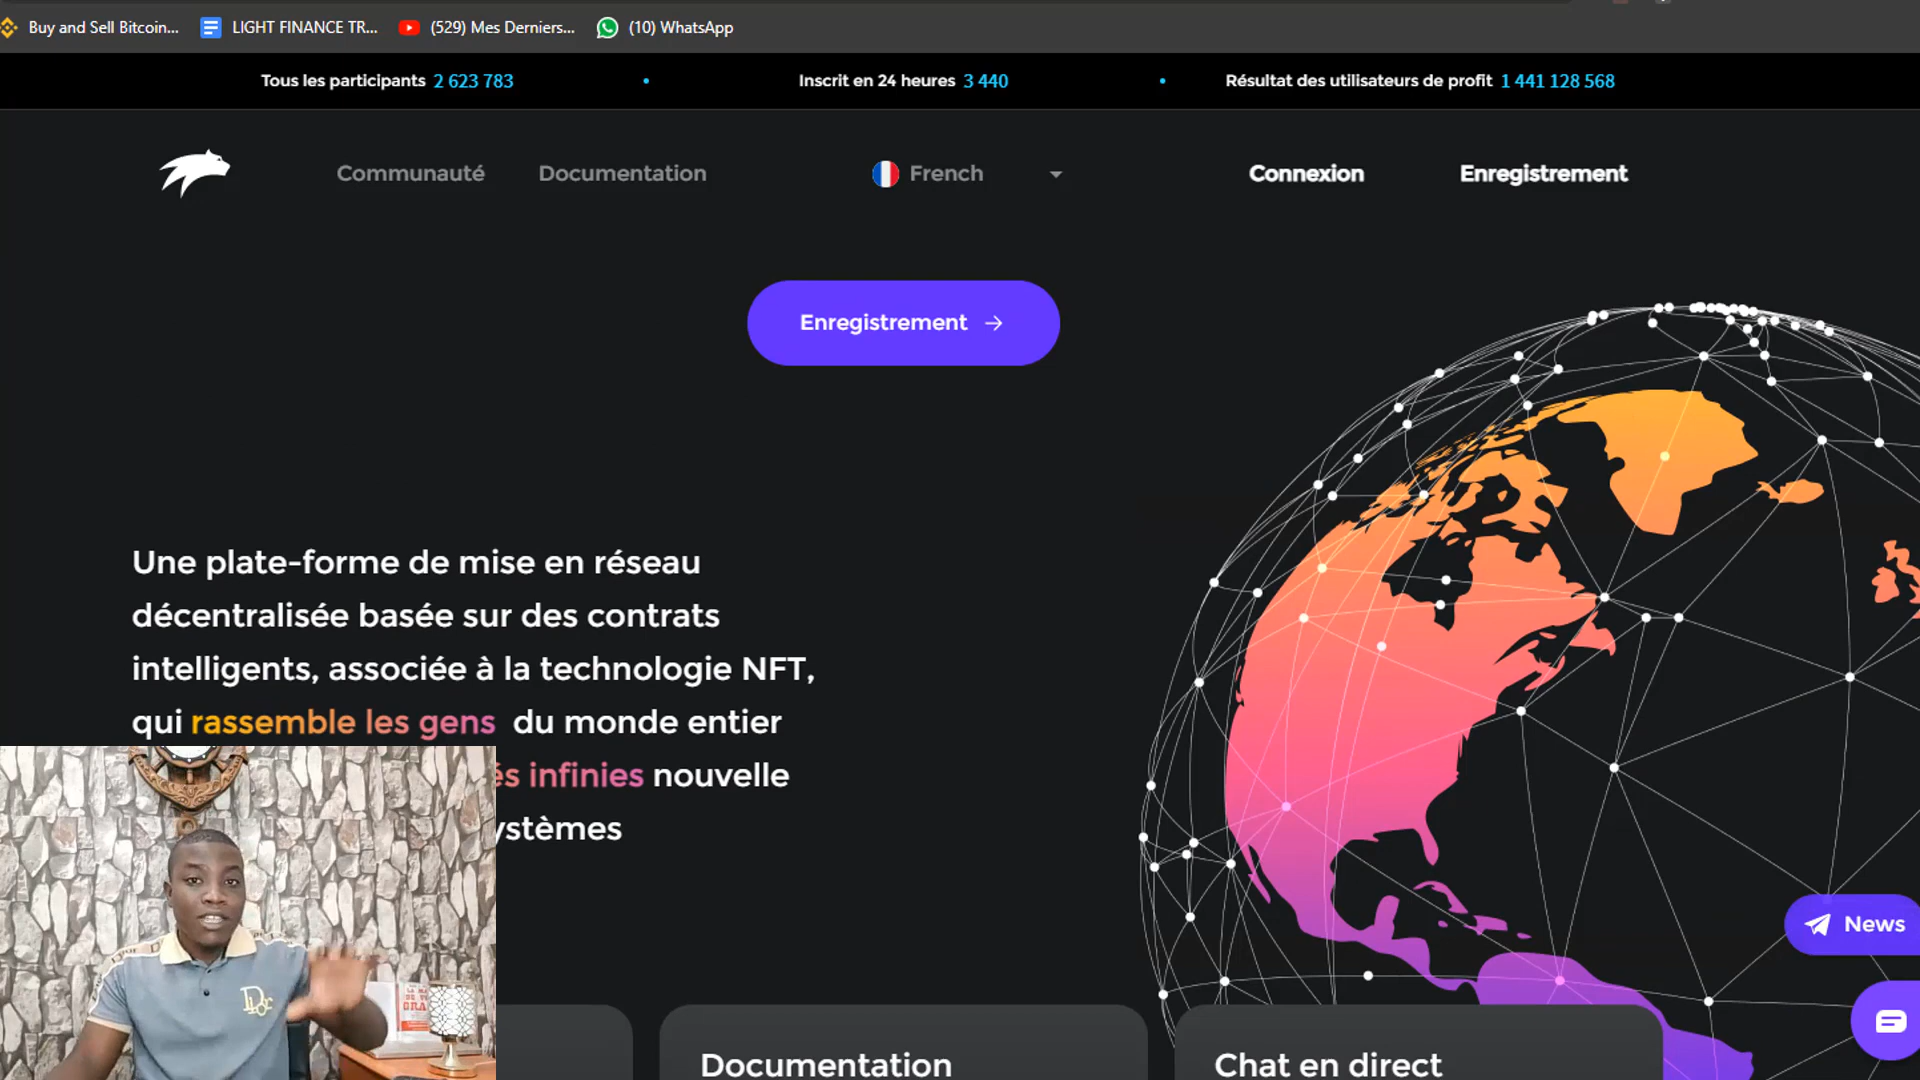 Buy and Sell Bitcoin...
LIGHT FINANCE TR...
(529) Mes Derniers...
(10) WhatsApp
Tous les participants 2 623 783
Inscrit en 24 heures 3 440
Résultat des utilisateurs de profit 1 441 128 568
Communauté
Documentation
French
Connexion
Enregistrement
Enregistrement
Une plate-forme de mise en réseau
décentralisée basée sur des contrats
intelligents, associée à la technologie NFT,
qui rassemble les gens du monde entier
és infinies nouvelle
ystèmes
News
Dior
Documentation
Chat en direct